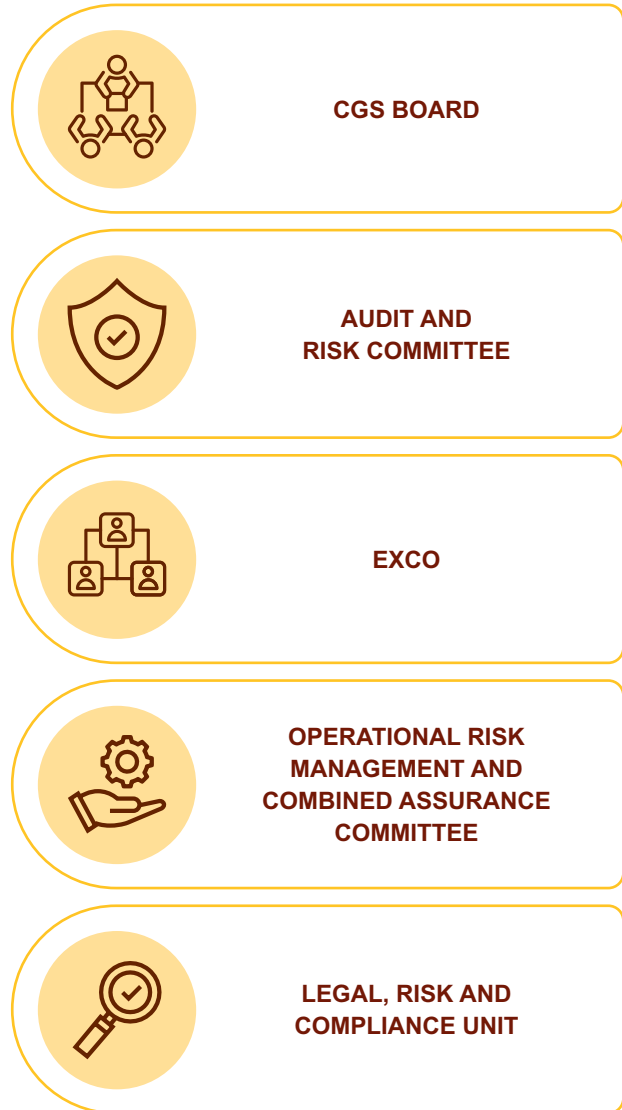 CGS BOARD
AUDIT AND
RISK COMMITTEE
EXCO
OPERATIONAL RISK
MANAGEMENT AND
COMBINED ASSURANCE
COMMITTEE
LEGAL, RISK AND
COMPLIANCE UNIT